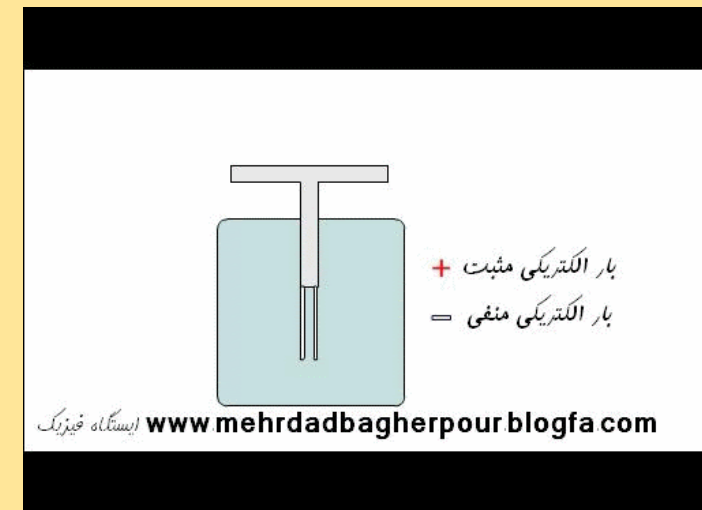 بار الکتریکی مثبت +
بار الکتریکی منفی −
www.mehrdadbagherpour.blogfa.com ایستگاه فیزیک